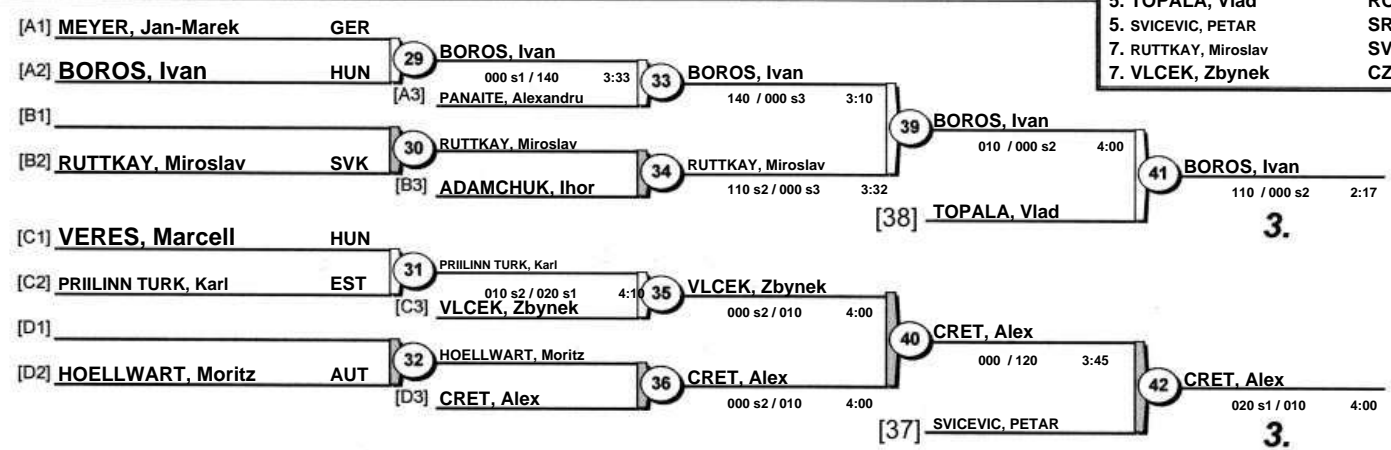 5. TOPALA, Vlad
5. SVICEVIC, PETAR SR
7. RUTTKAY, Miroslav SV
7. VLCEK, Zbynek CZ
[A1] MEYER, Jan-Marek GER
[A2] BOROS, Ivan HUN
29
BOROS, Ivan
000 s1 / 140 3:33
[A3] PANAITE, Alexandru
33
BOROS, Ivan
140 / 000 s3 3:10
[B1]
[B2] RUTTKAY, Miroslav SVK
30
RUTTKAY, Miroslav
[B3] ADAMCHUK, Ihor
34
RUTTKAY, Miroslav
110 s2 / 000 s3 3:32
39
BOROS, Ivan
010 / 000 s2 4:00
[38] TOPALA, Vlad
41
BOROS, Ivan
110 / 000 s2 2:17
3.
[C1] VERES, Marcell HUN
[C2] PRIILINN TURK, Karl EST
31
PRIILINN TURK, Karl
010 s2 / 020 s1 4:10
[C3] VLCEK, Zbynek
35
VLCEK, Zbynek
000 s2 / 010 4:00
[D1]
[D2] HOELLWART, Moritz AUT
32
HOELLWART, Moritz
[D3] CRET, Alex
36
CRET, Alex
000 s2 / 010 4:00
40
CRET, Alex
000 / 120 3:45
[37] SVICEVIC, PETAR
42
CRET, Alex
020 s1 / 010 4:00
3.